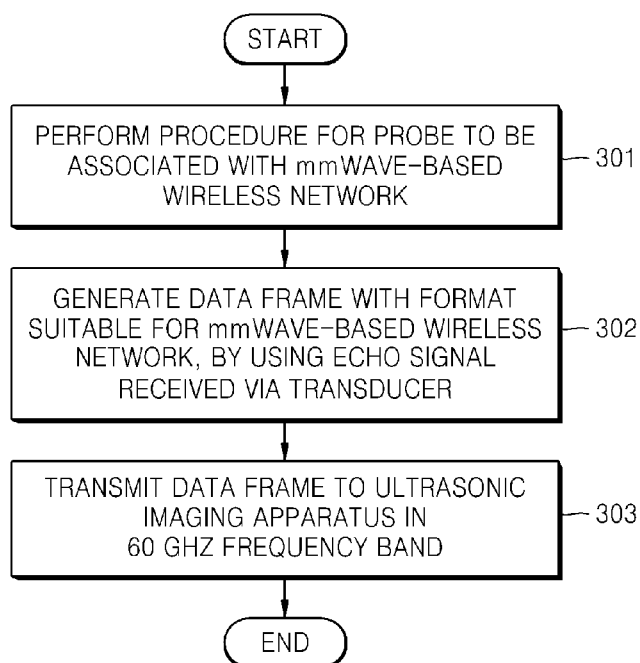 START
PERFORM PROCEDURE FOR PROBE TO BE
ASSOCIATED WITH mmWAVE-BASED
WIRELESS NETWORK
301
GENERATE DATA FRAME WITH FORMAT
SUITABLE FOR mmWAVE-BASED WIRELESS
NETWORK, BY USING ECHO SIGNAL
RECEIVED VIA TRANSDUCER
302
TRANSMIT DATA FRAME TO ULTRASONIC
IMAGING APPARATUS IN
60 GHZ FREQUENCY BAND
303
END